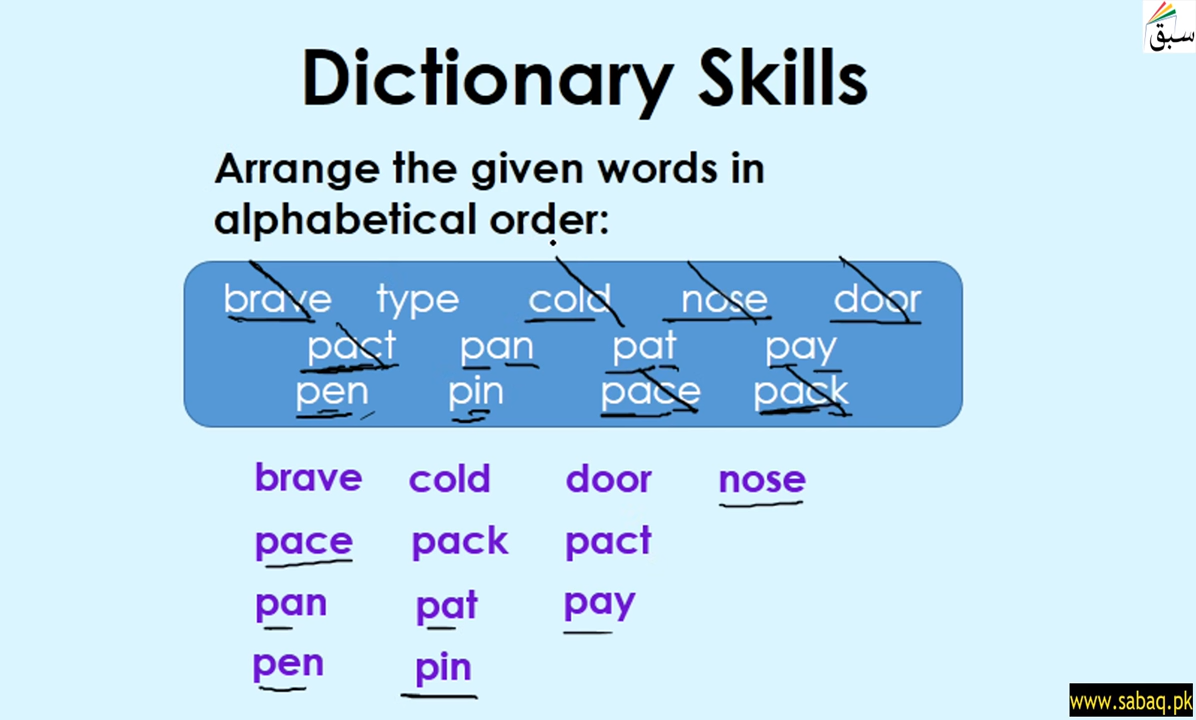 سبق
Dictionary Skills
Arrange the given words in
alphabetical order:
brave type cold nose door
pact pan pat pay
pen pin pace pack
brave cold door nose
pace pack pact
pan pat pay
pen pin
www.sabaq.pk